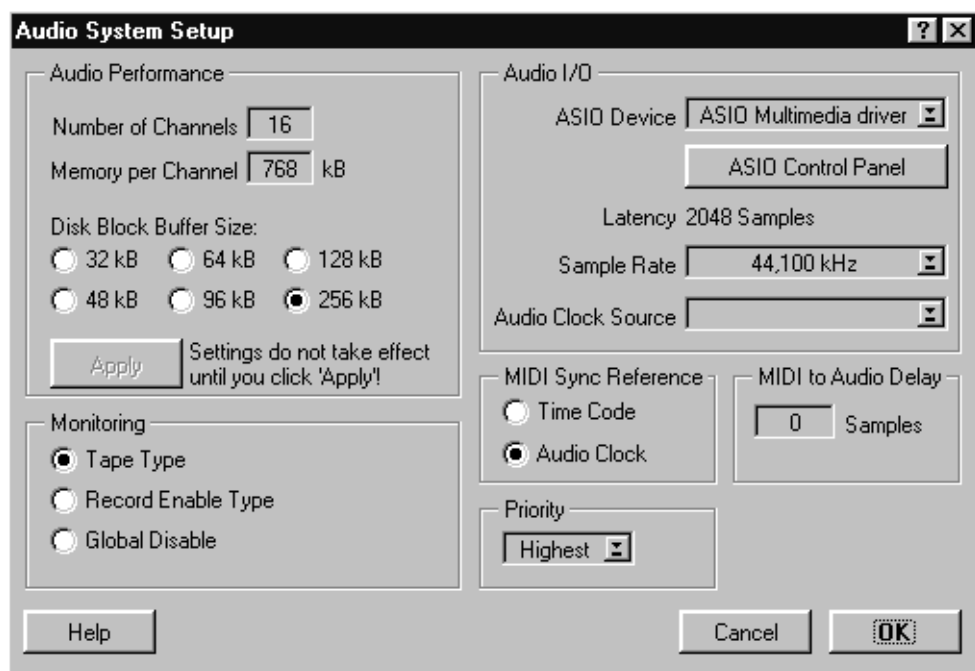 Audio System Setup
Audio Performance
Number of Channels 16
Memory per Channel 768 kB
Disk Block Buffer Size:
32 kB 64 kB 128 kB
48 kB 96 kB 256 kB
Apply
Settings do not take effect
until you click 'Apply'!
Monitoring
Tape Type
Record Enable Type
Global Disable
Audio I/O
ASIO Device ASIO Multimedia driver
ASIO Control Panel
Latency 2048 Samples
Sample Rate 44,100 kHz
Audio Clock Source
MIDI Sync Reference
Time Code
Audio Clock
MIDI to Audio Delay
0 Samples
Priority
Highest
Help
Cancel
OK